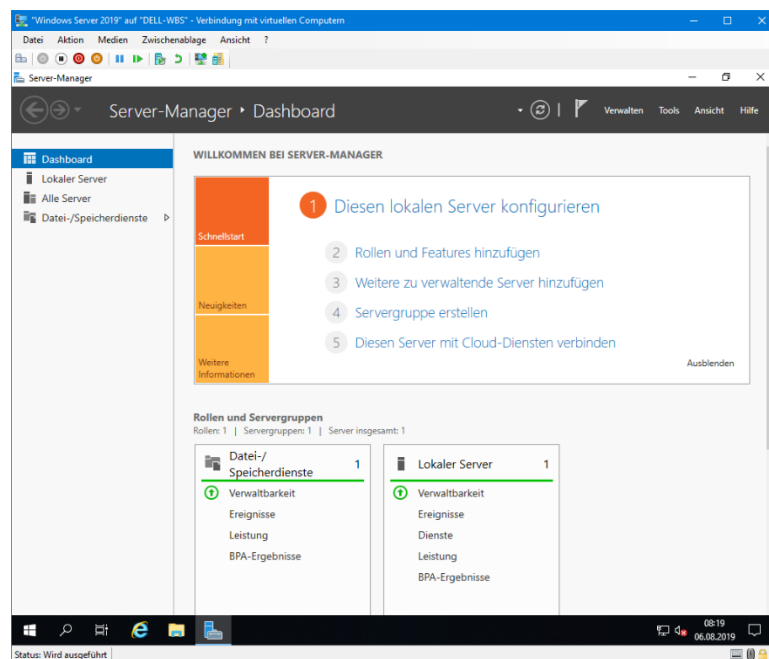 "Windows Server 2019" auf "DELL-WBS" - Verbindung mit virtuellen Computern
Datei Aktion Medien Zwischenablage Ansicht ?
Server-Manager
Server-Manager ‣ Dashboard
Verwalten Tools Ansicht Hilfe
Dashboard
Lokaler Server
Alle Server
Datei-/Speicherdienste
WILLKOMMEN BEI SERVER-MANAGER
Schnellstart
Neuigkeiten
Weitere
Informationen
1 Diesen lokalen Server konfigurieren
2 Rollen und Features hinzufügen
3 Weitere zu verwaltende Server hinzufügen
4 Servergruppe erstellen
5 Diesen Server mit Cloud-Diensten verbinden
Ausblenden
Rollen und Servergruppen
Rollen: 1 | Servergruppen: 1 | Server insgesamt: 1
Datei-/
Speicherdienste 1
Verwaltbarkeit
Ereignisse
Leistung
BPA-Ergebnisse
Lokaler Server 1
Verwaltbarkeit
Ereignisse
Dienste
Leistung
BPA-Ergebnisse
08:19
06.08.2019
Status: Wird ausgeführt